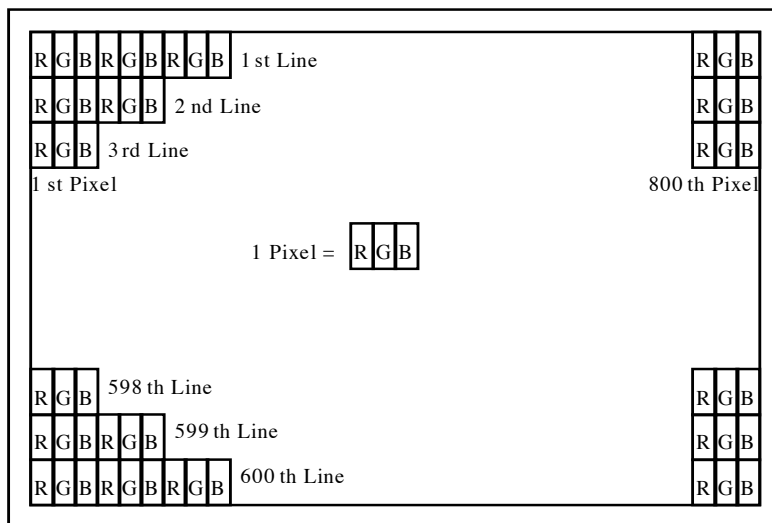 R G B R G B R G B 1 st Line R G B
R G B R G B 2 nd Line R G B
R G B 3 rd Line R G B
1 st Pixel 800 th Pixel
1 Pixel = R G B
R G B 598 th Line R G B
R G B R G B 599 th Line R G B
R G B R G B R G B 600 th Line R G B